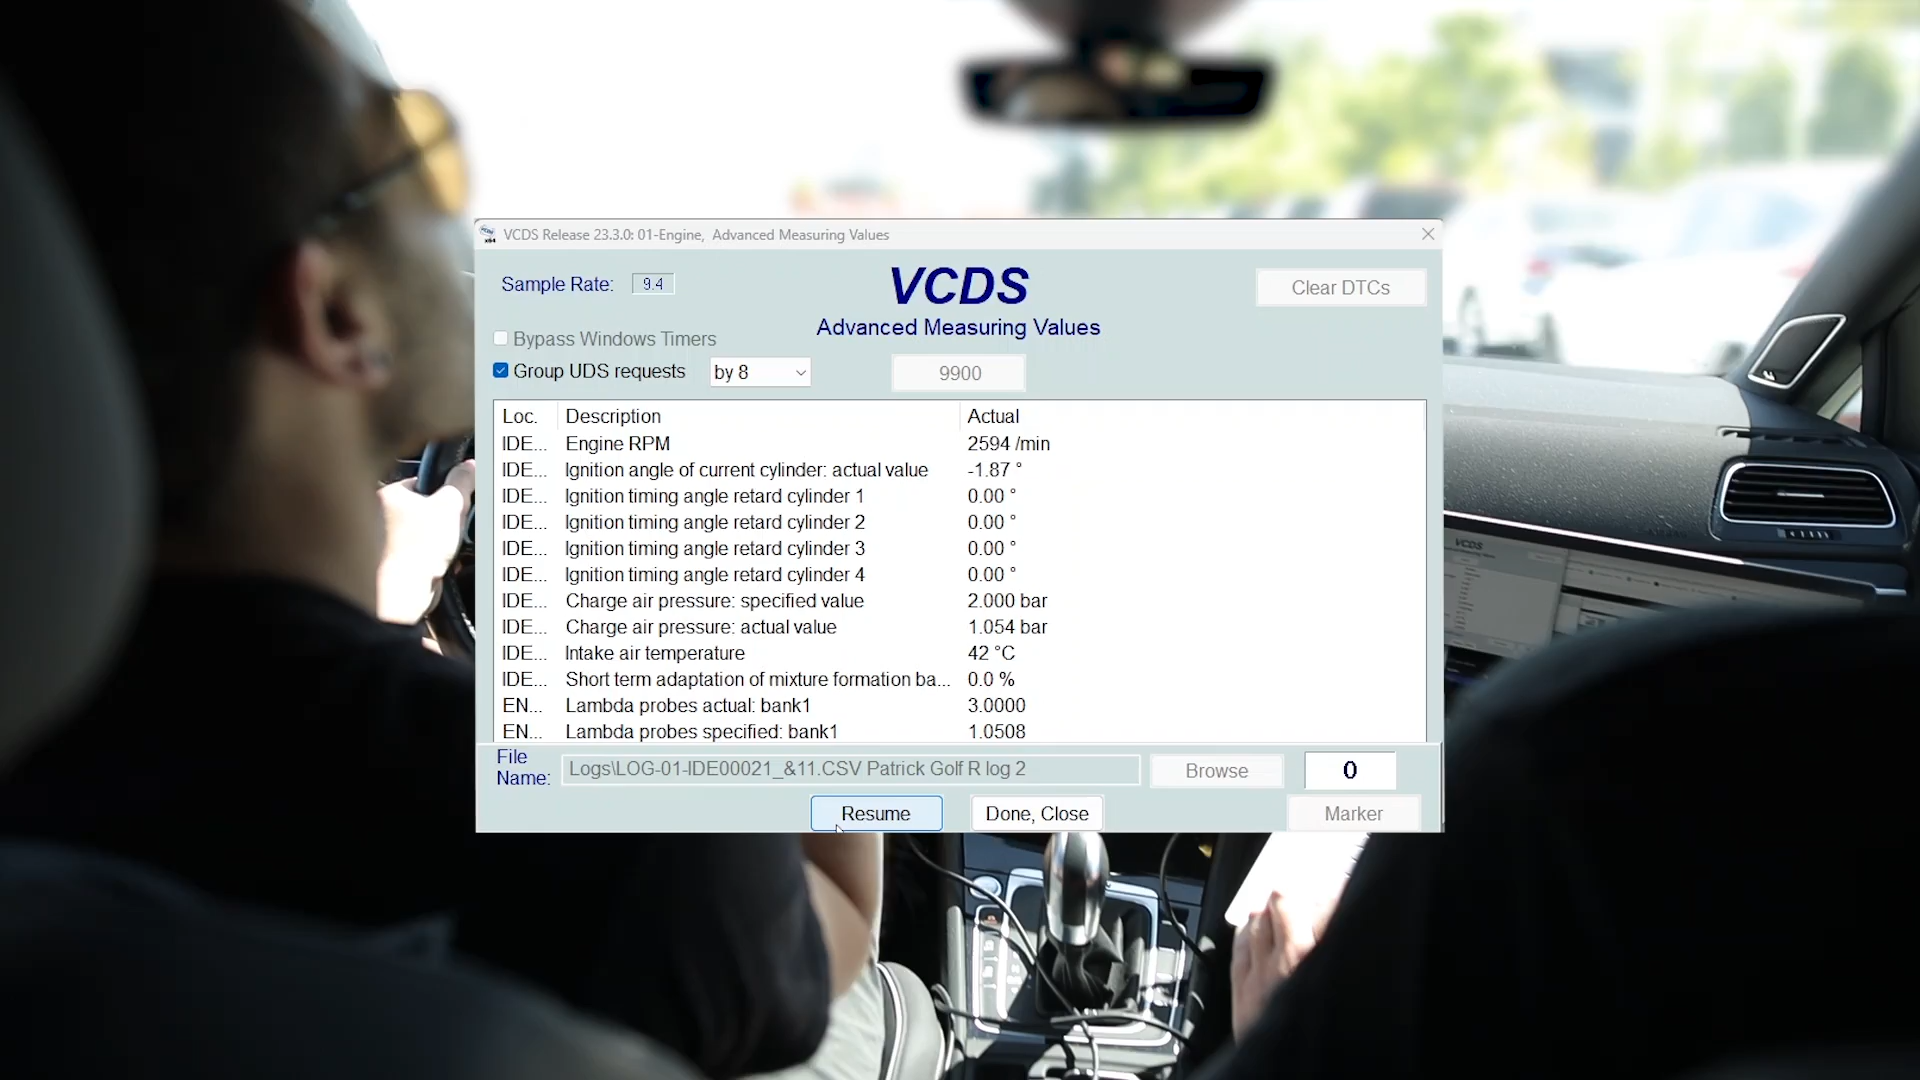 VCDS Release 23.3.0: 01-Engine, Advanced Measuring Values
Sample Rate: 9.4
VCDS
Clear DTCs
Advanced Measuring Values
Bypass Windows Timers
Group UDS requests by 8
9900
Loc. Description Actual
IDE... Engine RPM 2594 /min
IDE... Ignition angle of current cylinder: actual value -1.87 °
IDE... Ignition timing angle retard cylinder 1 0.00 °
IDE... Ignition timing angle retard cylinder 2 0.00 °
IDE... Ignition timing angle retard cylinder 3 0.00 °
IDE... Ignition timing angle retard cylinder 4 0.00 °
IDE... Charge air pressure: specified value 2.000 bar
IDE... Charge air pressure: actual value 1.054 bar
IDE... Intake air temperature 42 °C
IDE... Short term adaptation of mixture formation ba... 0.0 %
EN... Lambda probes actual: bank1 3.0000
EN... Lambda probes specified: bank1 1.0508
File Name: Logs\LOG-01-IDE00021_&11.CSV Patrick Golf R log 2
Browse
0
Resume
Done, Close
Marker
VCDS